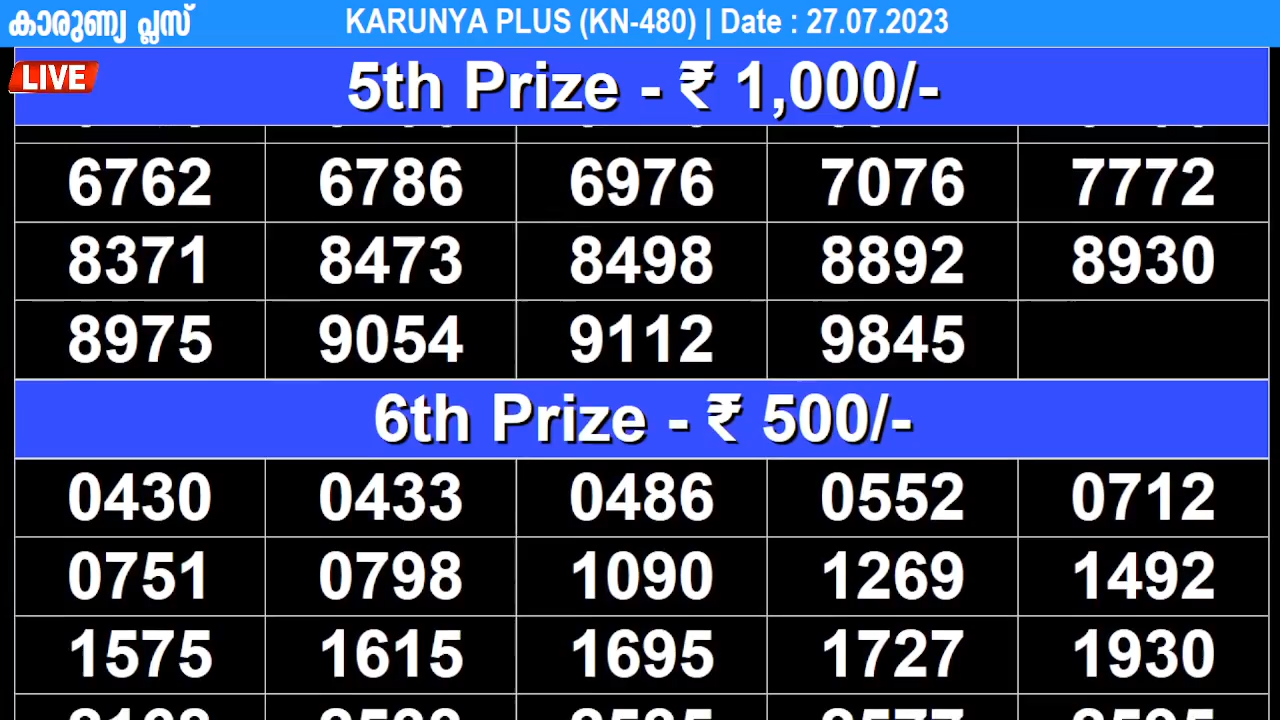 കാരുണ്യ പ്ലസ് KARUNYA PLUS (KN-480) | Date : 27.07.2023
LIVE
5th Prize - ₹ 1,000/-
6762 6786 6976 7076 7772
8371 8473 8498 8892 8930
8975 9054 9112 9845
6th Prize - ₹ 500/-
0430 0433 0486 0552 0712
0751 0798 1090 1269 1492
1575 1615 1695 1727 1930